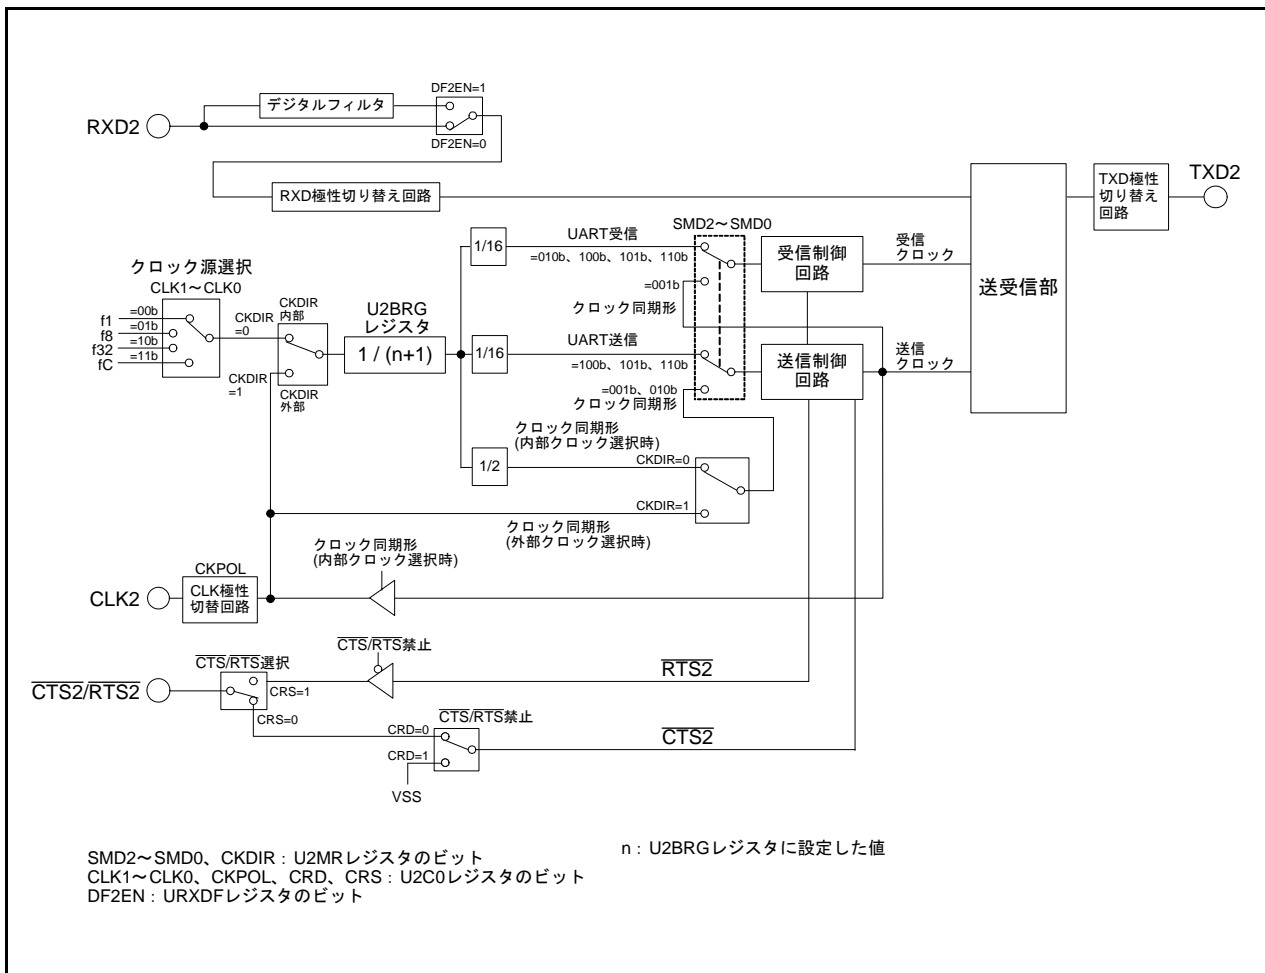 DF2EN=1
デジタルフィルタ
RXD2
DF2EN=0
RXD極性切り替え回路
TXD極性
切り替え
回路
TXD2
SMD2～SMD0
1/16
UART受信
=010b、100b、101b、110b
=001b
クロック同期形
受信制御
回路
受信
クロック
送受信部
クロック源選択
CLK1～CLK0
f1
=00b
f8
=01b
f32
=10b
fC
=11b
CKDIR
=0
CKDIR
内部
CKDIR
=1
CKDIR
外部
U2BRG
レジスタ
1 / (n+1)
1/16
UART送信
=100b、101b、110b
=001b、010b
クロック同期形
送信制御
回路
送信
クロック
クロック同期形
(内部クロック選択時)
1/2
CKDIR=0
CKDIR=1
クロック同期形
(外部クロック選択時)
クロック同期形
(内部クロック選択時)
CKPOL
CLK2
CLK極性
切替回路
CTS/RTS禁止
CTS/RTS選択
CTS2/RTS2
CRS=1
CRS=0
RTS2
CTS/RTS禁止
CRD=0
CRD=1
VSS
CTS2
n : U2BRGレジスタに設定した値
SMD2～SMD0、CKDIR : U2MRレジスタのビット
CLK1～CLK0、CKPOL、CRD、CRS : U2C0レジスタのビット
DF2EN : URXDFレジスタのビット